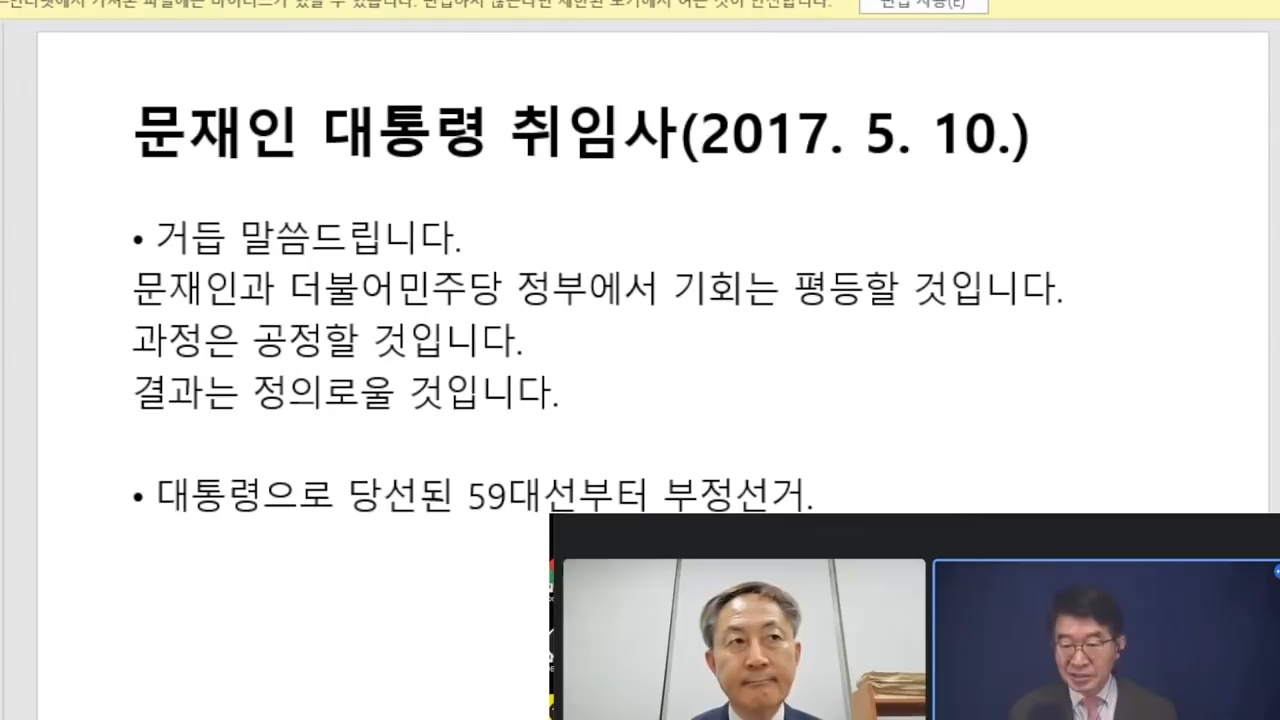 문재인 대통령 취임사(2017. 5. 10.)
• 거듭 말씀드립니다.
문재인과 더불어민주당 정부에서 기회는 평등할 것입니다.
과정은 공정할 것입니다.
결과는 정의로울 것입니다.
• 대통령으로 당선된 59대선부터 부정선거.